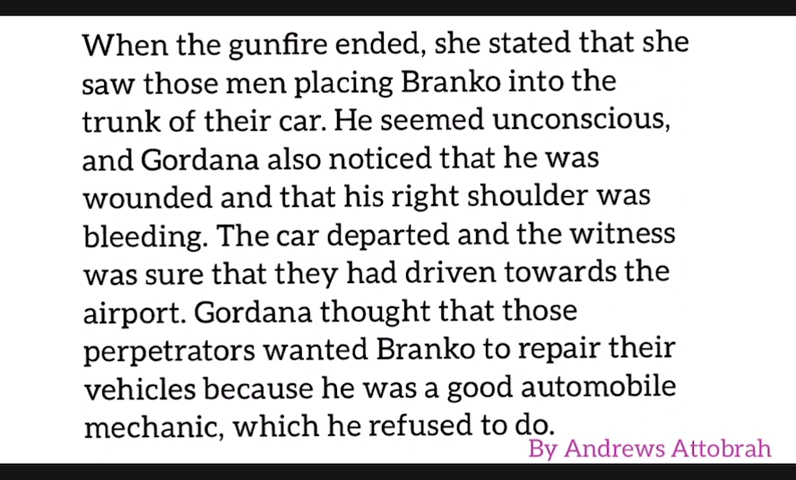 When the gunfire ended, she stated that she
saw those men placing Branko into the
trunk of their car. He seemed unconscious,
and Gordana also noticed that he was
wounded and that his right shoulder was
bleeding. The car departed and the witness
was sure that they had driven towards the
airport. Gordana thought that those
perpetrators wanted Branko to repair their
vehicles because he was a good automobile
mechanic, which he refused to do.
By Andrews Attobrah